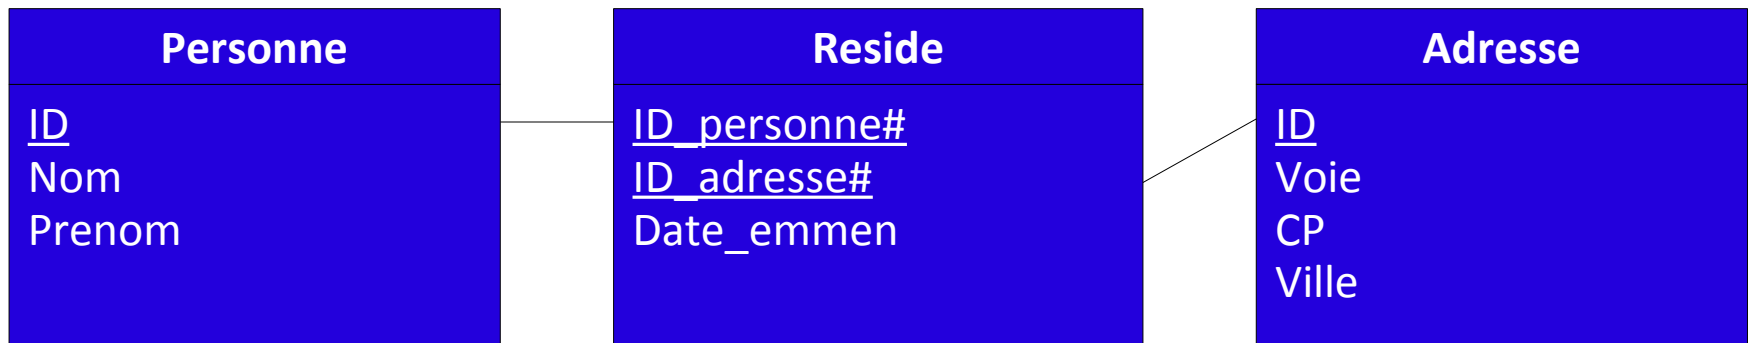 Personne
ID
Nom
Prenom
Reside
ID_personne#
ID_adresse#
Date_emmen
Adresse
ID
Voie
CP
Ville